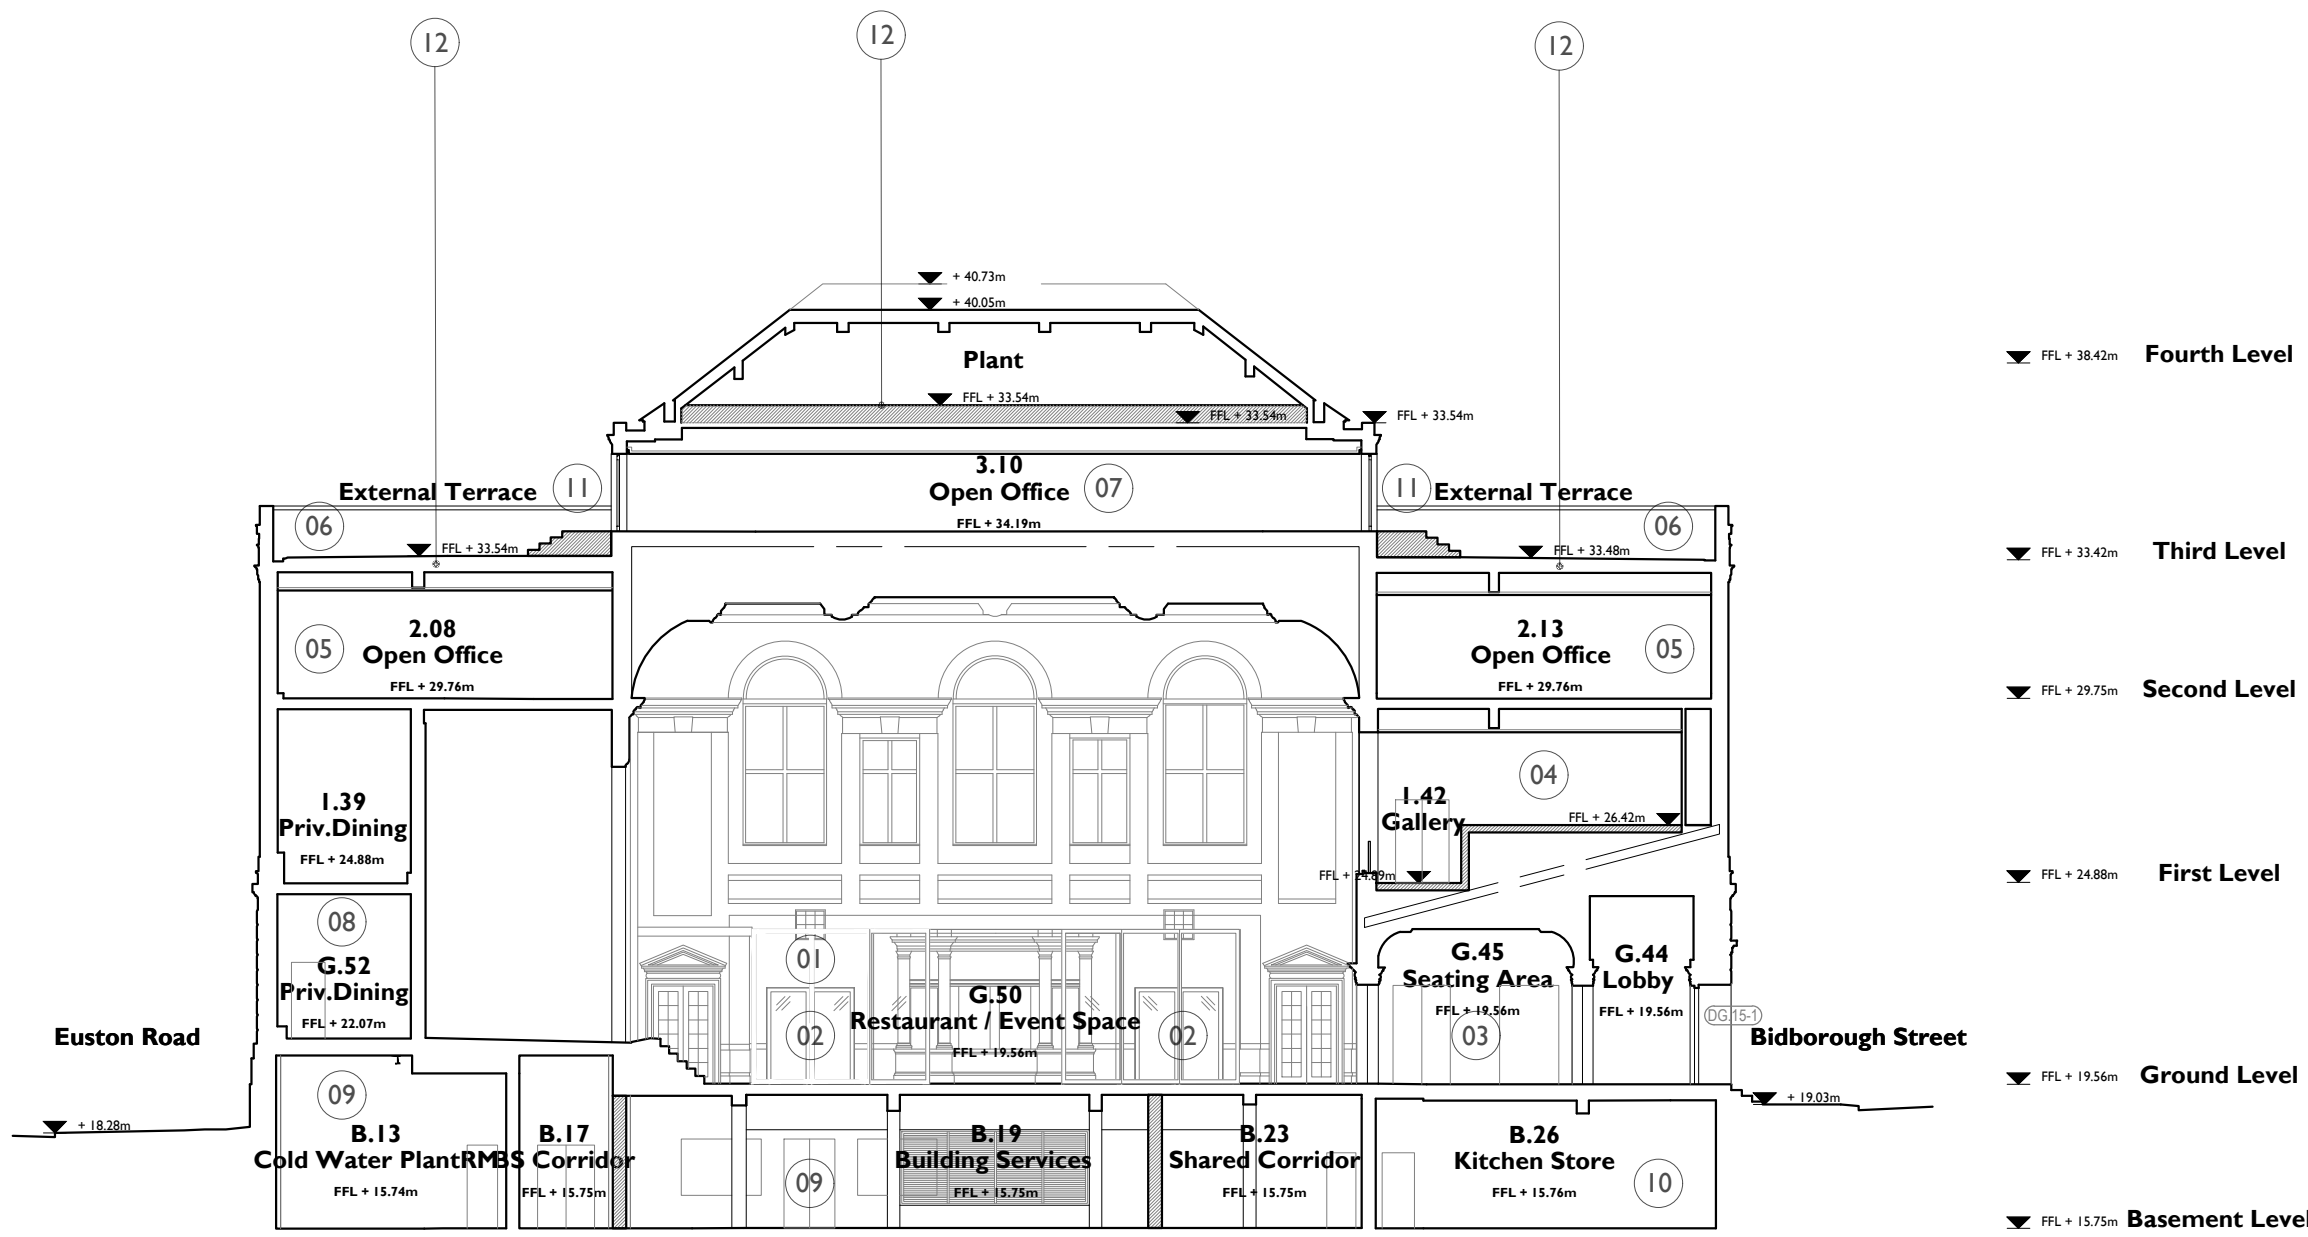 12
12
12
+ 40.73m
+ 40.05m
Plant
FFL + 38.42m Fourth Level
FFL + 33.54m
FFL + 33.54m
FFL + 33.54m
3.10
Open Office
07
FFL + 34.19m
External Terrace
11
11
External Terrace
06
06
FFL + 33.54m
FFL + 33.48m
FFL + 33.42m Third Level
2.08
Open Office
05
FFL + 29.76m
2.13
Open Office
05
FFL + 29.76m
FFL + 29.75m Second Level
1.39
Priv.Dining
FFL + 24.88m
04
1.42
Gallery
FFL + 26.42m
FFL + 24.89m
FFL + 24.88m First Level
08
G.52
Priv.Dining
FFL + 22.07m
01
02
G.50
Restaurant / Event Space
FFL + 19.56m
02
G.45
Seating Area
FFL + 19.56m
03
G.44
Lobby
FFL + 19.56m
DG.15-1
Euston Road
Bidborough Street
FFL + 19.56m Ground Level
+ 18.28m
+ 19.03m
09
B.13
Cold Water PlantRM
FFL + 15.74m
B.17
BS Corridor
FFL + 15.75m
09
B.19
Building Services
FFL + 15.75m
B.23
Shared Corridor
FFL + 15.75m
B.26
Kitchen Store
FFL + 15.76m
10
FFL + 15.75m Basement Level